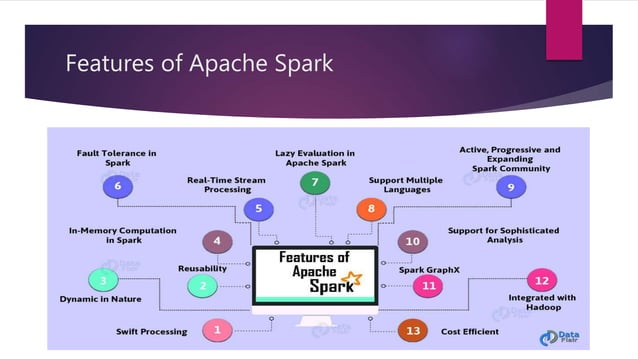 Features of Apache Spark
Fault Tolerance in
Spark
6
Real-Time Stream
Processing
5
Lazy Evaluation in
Apache Spark
7
Support Multiple
Languages
8
Active, Progressive and
Expanding
Spark Community
9
In-Memory Computation
in Spark
4
Support for Sophisticated
Analysis
10
Features of
Apache
Spark
Reusability
2
Spark GraphX
11
3
Dynamic in Nature
12
Integrated with
Hadoop
Swift Processing
1
13
Cost Efficient
Data
Flair